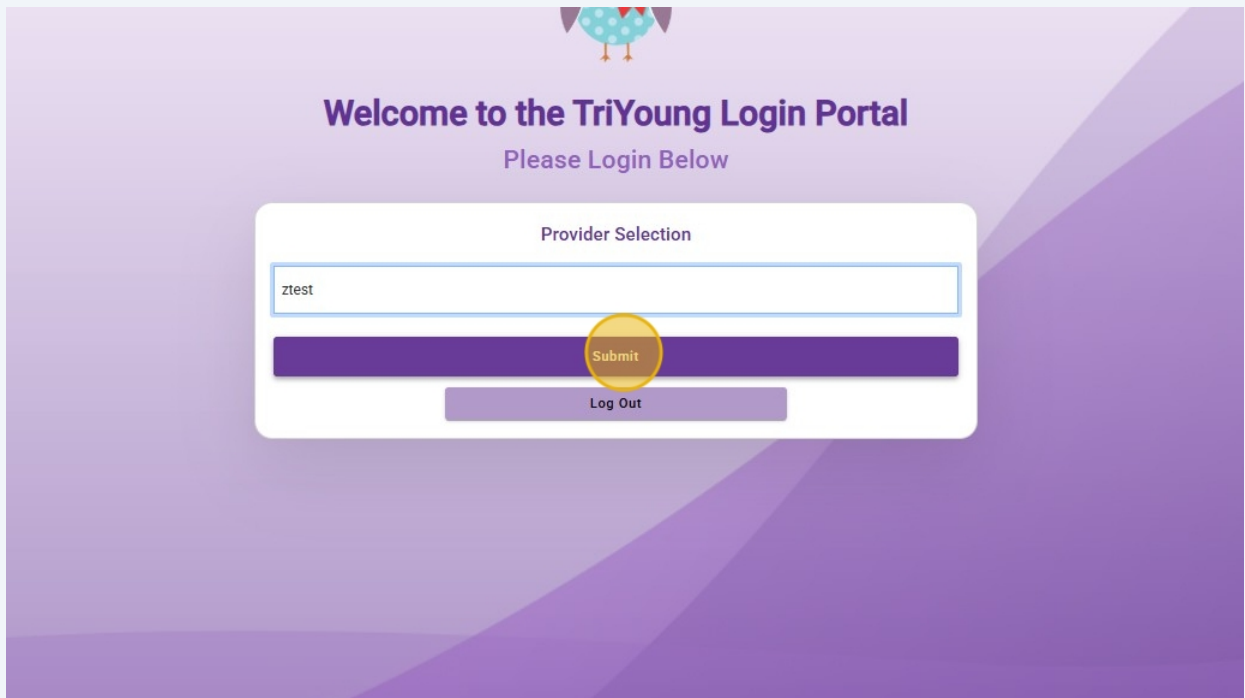 Welcome to the TriYoung Login Portal
Please Login Below
Provider Selection
ztest
Submit
Log Out